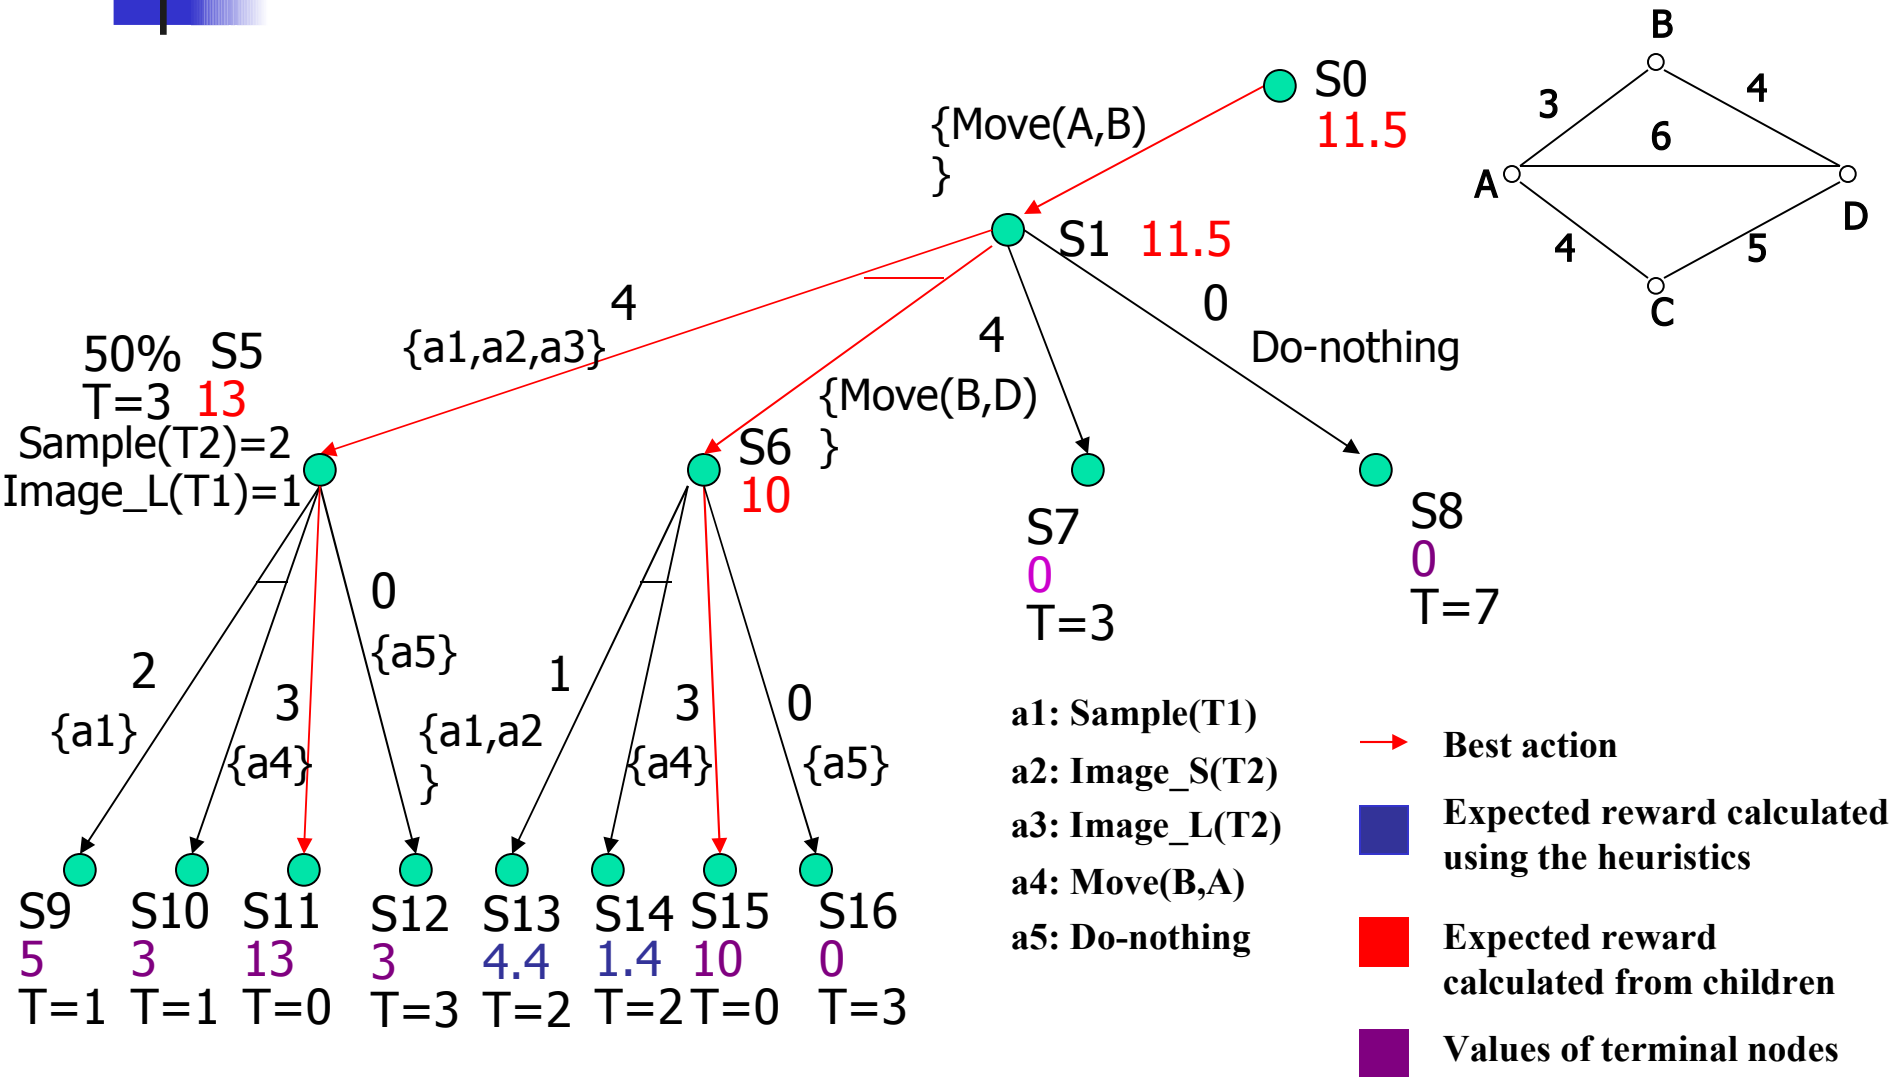 B
S0
3
4
{Move(A,B)
}
11.5
6
A
D
S1 11.5
4
5
C
4
0
50% S5
{a1,a2,a3}
4
Do-nothing
T=3 13
{Move(B,D)
}
Sample(T2)=2
S6
Image_L(T1)=1
10
S7
0
T=3
S8
0
T=7
0
{a5}
2
{a1}
3
{a4}
1
{a1,a2
}
3
{a4}
0
{a5}
a1: Sample(T1)
a2: Image_S(T2)
a3: Image_L(T2)
a4: Move(B,A)
a5: Do-nothing
Best action
Expected reward calculated
using the heuristics
Expected reward
calculated from children
Values of terminal nodes
S9 S10 S11 S12 S13 S14 S15 S16
5 3 13 3 4.4 1.4 10 0
T=1 T=1 T=0 T=3 T=2 T=2 T=0 T=3